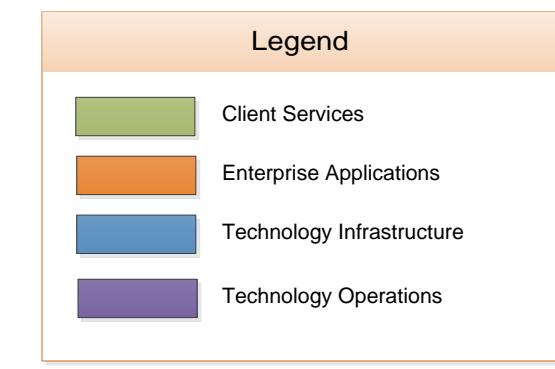 Legend
Client Services
Enterprise Applications
Technology Infrastructure
Technology Operations